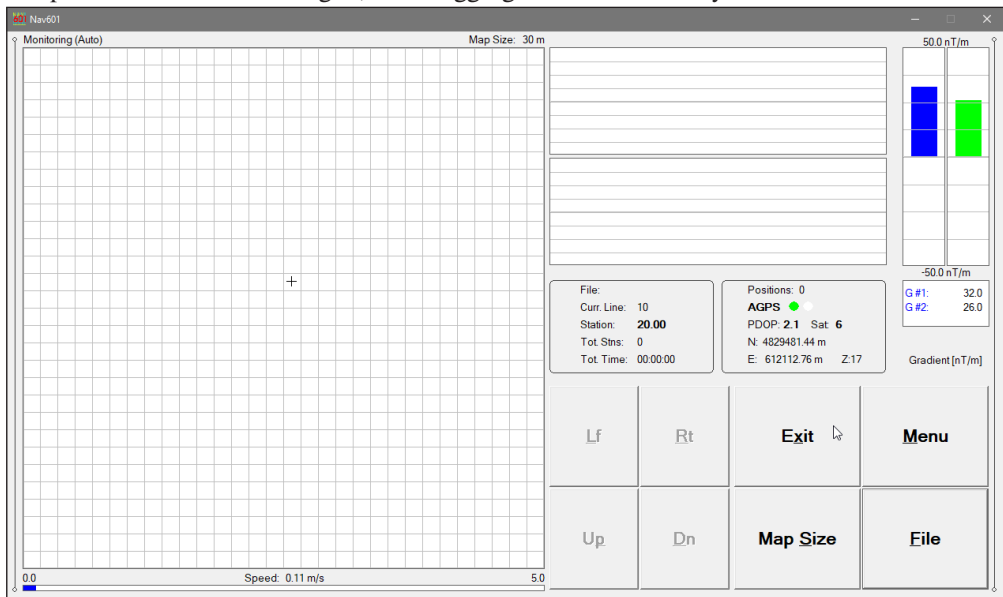 Nav601
Monitoring (Auto) Map Size: 30 m
50.0 nT/m
-50.0 nT/m
G #1: 32.0
G #2: 26.0
Gradient [nT/m]
File:
Curr. Line: 10
Station: 20.00
Tot. Stns: 0
Tot. Time: 00:00:00
Positions: 0
AGPS
PDOP: 2.1 Sat: 6
N: 4829481.44 m
E: 612112.76 m Z:17
Lf Rt Exit Menu
Up Dn Map Size File
0.0 Speed: 0.11 m/s 5.0